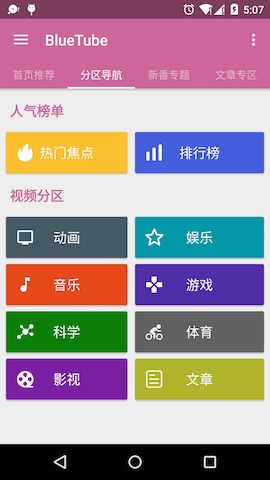 5:07
BlueTube
首页推荐 分区导航 新番专题 文章专区
人气榜单
热门焦点 排行榜
视频分区
动画 娱乐
音乐 游戏
科学 体育
影视 文章